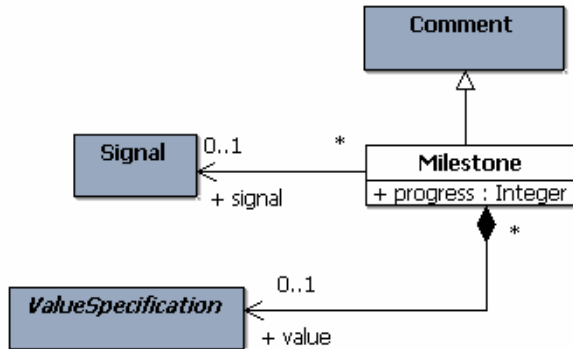 Comment
0..1
*
Signal
Milestone
+ signal
+ progress : Integer
*
0..1
ValueSpecification
+ value